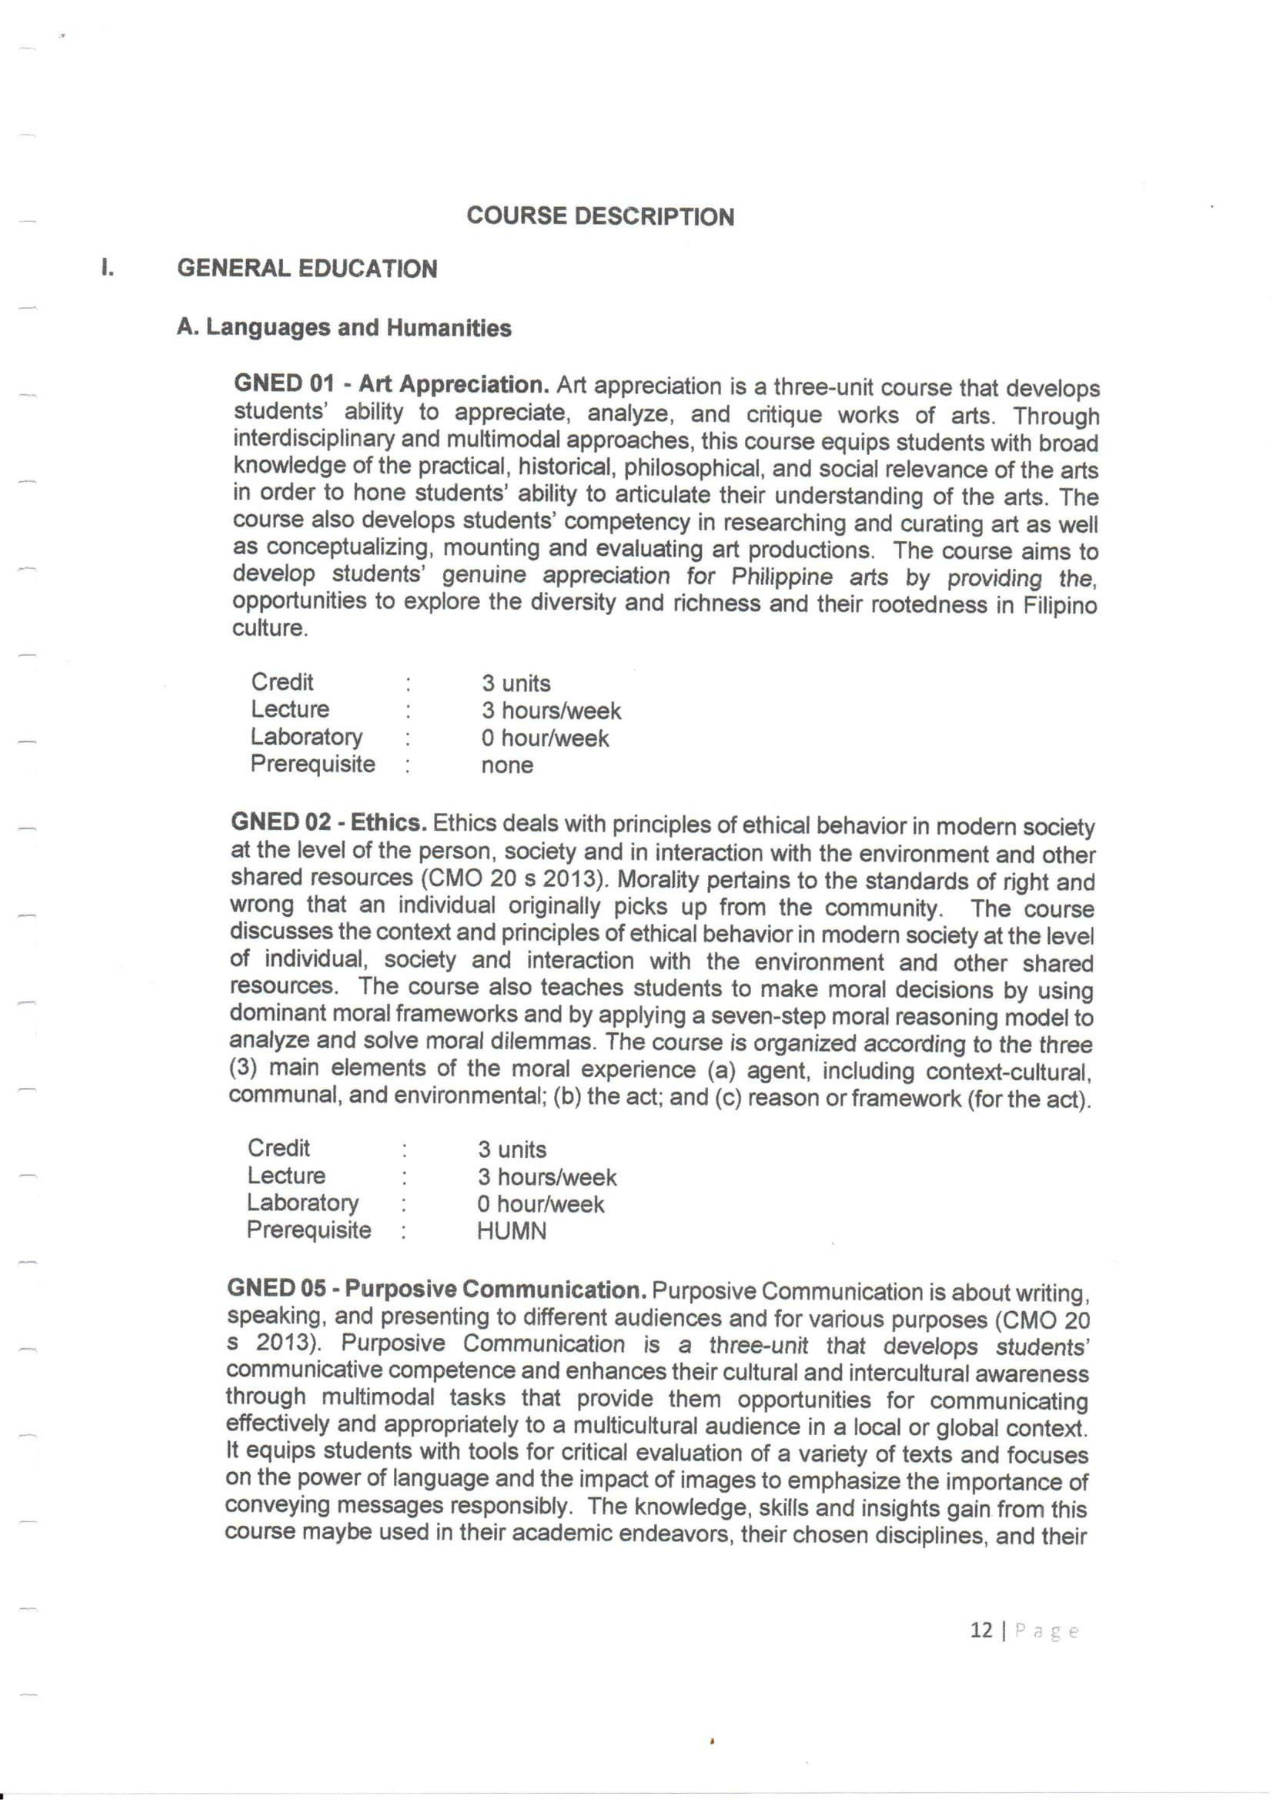 COURSE DESCRIPTION
I. GENERAL EDUCATION
A. Languages and Humanities
GNED 01 - Art Appreciation. Art appreciation is a three-unit course that develops
students' ability to appreciate, analyze, and critique works of arts. Through
interdisciplinary and multimodal approaches, this course equips students with broad
knowledge of the practical, historical, philosophical, and social relevance of the arts
in order to hone students' ability to articulate their understanding of the arts. The
course also develops students' competency in researching and curating art as well
as conceptualizing, mounting and evaluating art productions. The course aims to
develop students' genuine appreciation for Philippine arts by providing the,
opportunities to explore the diversity and richness and their rootedness in Filipino
culture.
Credit : 3 units
Lecture : 3 hours/week
Laboratory : 0 hour/week
Prerequisite : none
GNED 02 - Ethics. Ethics deals with principles of ethical behavior in modern society
at the level of the person, society and in interaction with the environment and other
shared resources (CMO 20 s 2013). Morality pertains to the standards of right and
wrong that an individual originally picks up from the community. The course
discusses the context and principles of ethical behavior in modern society at the level
of individual, society and interaction with the environment and other shared
resources. The course also teaches students to make moral decisions by using
dominant moral frameworks and by applying a seven-step moral reasoning model to
analyze and solve moral dilemmas. The course is organized according to the three
(3) main elements of the moral experience (a) agent, including context-cultural,
communal, and environmental; (b) the act; and (c) reason or framework (for the act).
Credit : 3 units
Lecture : 3 hours/week
Laboratory : 0 hour/week
Prerequisite : HUMN
GNED 05 - Purposive Communication. Purposive Communication is about writing,
speaking, and presenting to different audiences and for various purposes (CMO 20
s 2013). Purposive Communication is a three-unit that develops students'
communicative competence and enhances their cultural and intercultural awareness
through multimodal tasks that provide them opportunities for communicating
effectively and appropriately to a multicultural audience in a local or global context.
It equips students with tools for critical evaluation of a variety of texts and focuses
on the power of language and the impact of images to emphasize the importance of
conveying messages responsibly. The knowledge, skills and insights gain from this
course maybe used in their academic endeavors, their chosen disciplines, and their
12 | Page